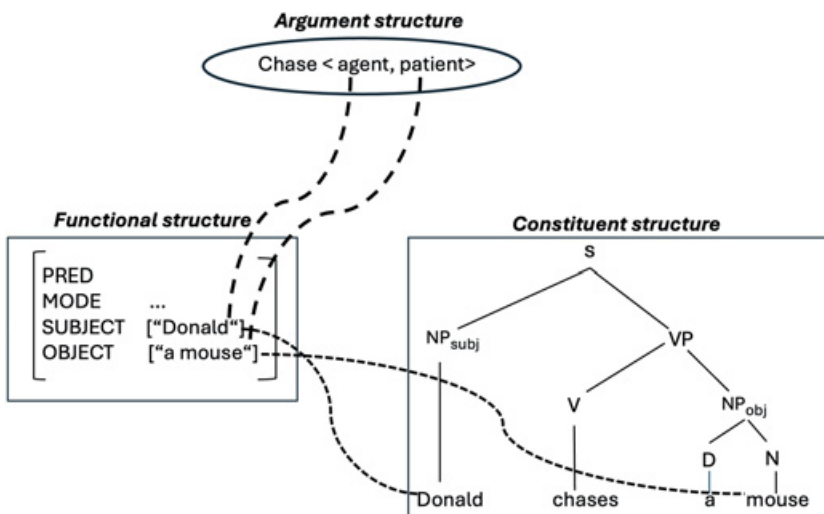 Argument structure
Chase < agent, patient>
Functional structure
PRED
MODE ...
SUBJECT [“Donald“]
OBJECT [“a mouse“]
Constituent structure
S
NPsubj VP
V NPobj
D N
Donald chases a mouse